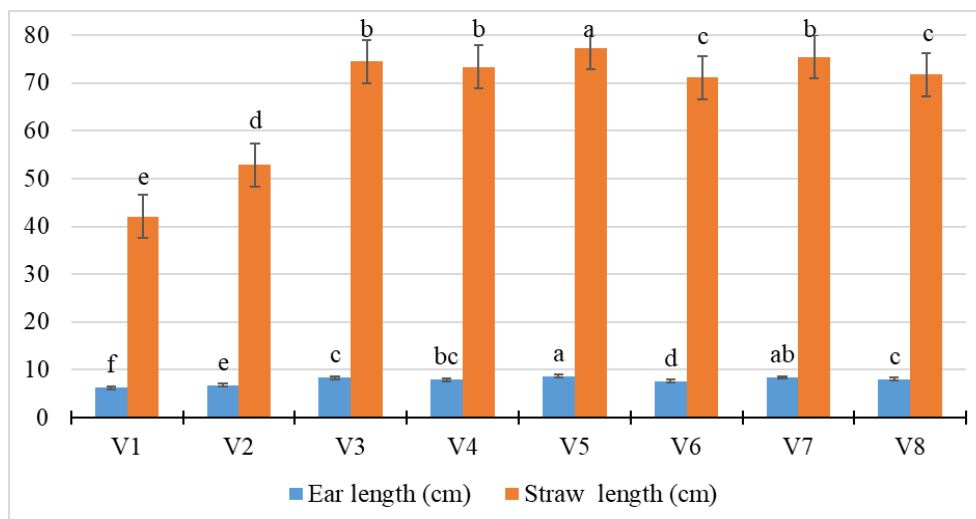 80
70
60
50
40
30
20
10
0
e
d
b
b
a
c
b
c
f
e
c
bc
a
d
ab
c
V1 V2 V3 V4 V5 V6 V7 V8
Ear length (cm) Straw length (cm)